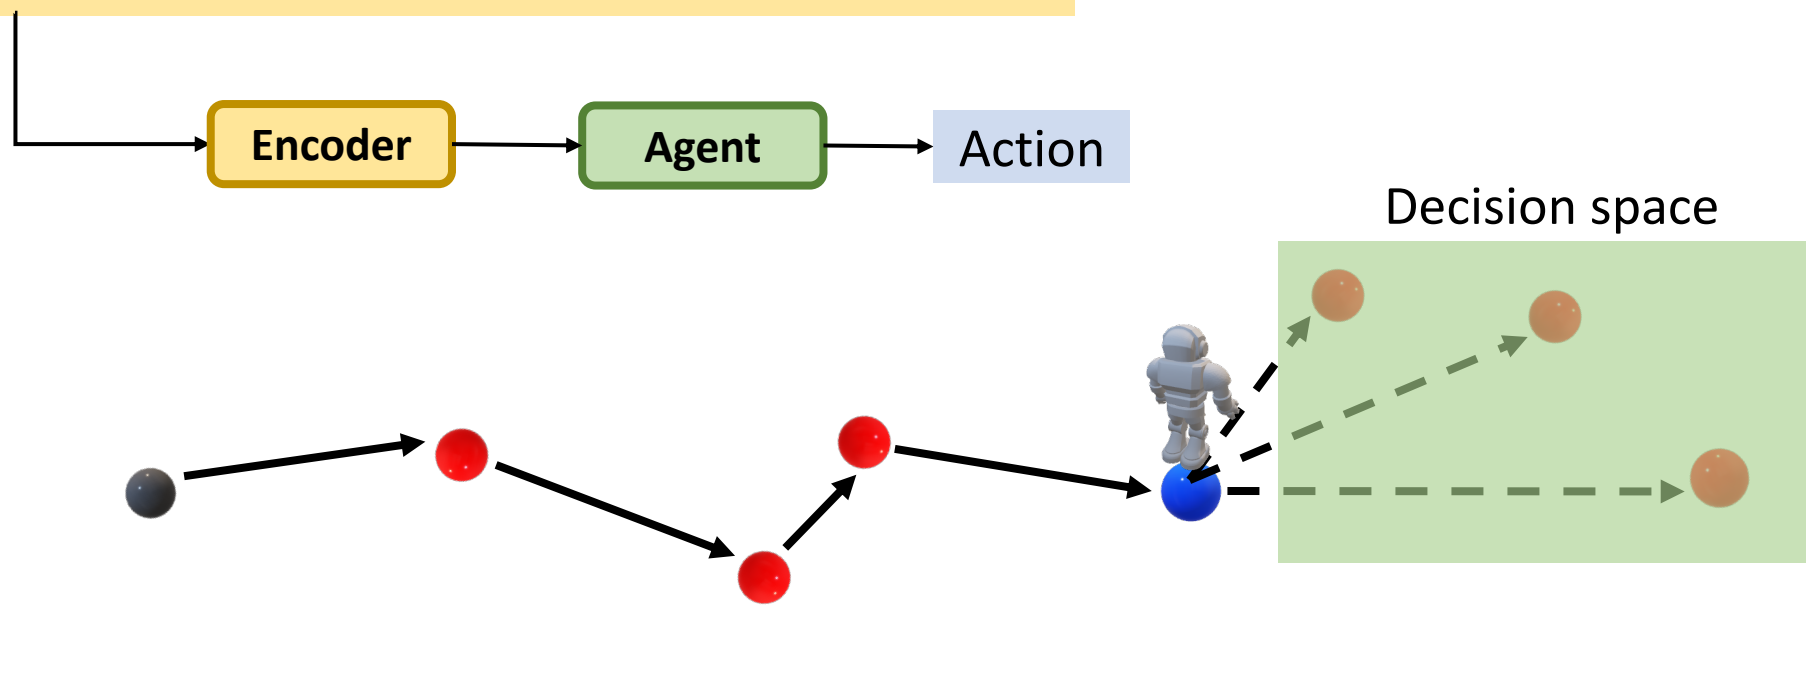 Encoder
Agent
Action
Decision space